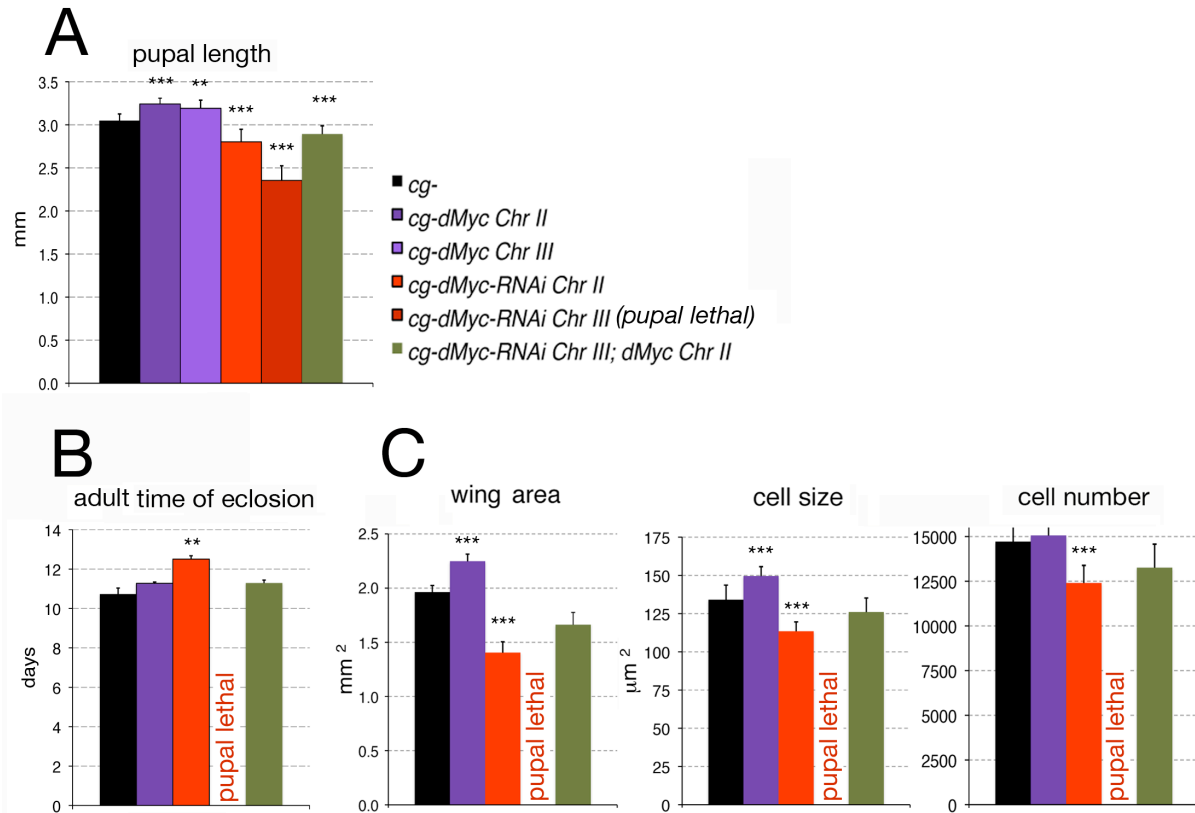 A
pupal length
*** ** *** *** ***
3.5
3.0
2.5
2.0
1.5
1.0
0.5
0.0
mm
cg-
cg-dMyc Chr II
cg-dMyc Chr III
cg-dMyc-RNAi Chr II
cg-dMyc-RNAi Chr III (pupal lethal)
cg-dMyc-RNAi Chr III; dMyc Chr II
B
adult time of eclosion
14
12
10
8
6
4
2
0
days
**
pupal lethal
C
wing area
2.5
2.0
1.5
1.0
0.5
0.0
mm 2
*** ***
pupal lethal
cell size
175
150
125
100
75
50
25
0
µm 2
*** ***
pupal lethal
cell number
15000
12500
10000
7500
5000
2500
0
***
pupal lethal